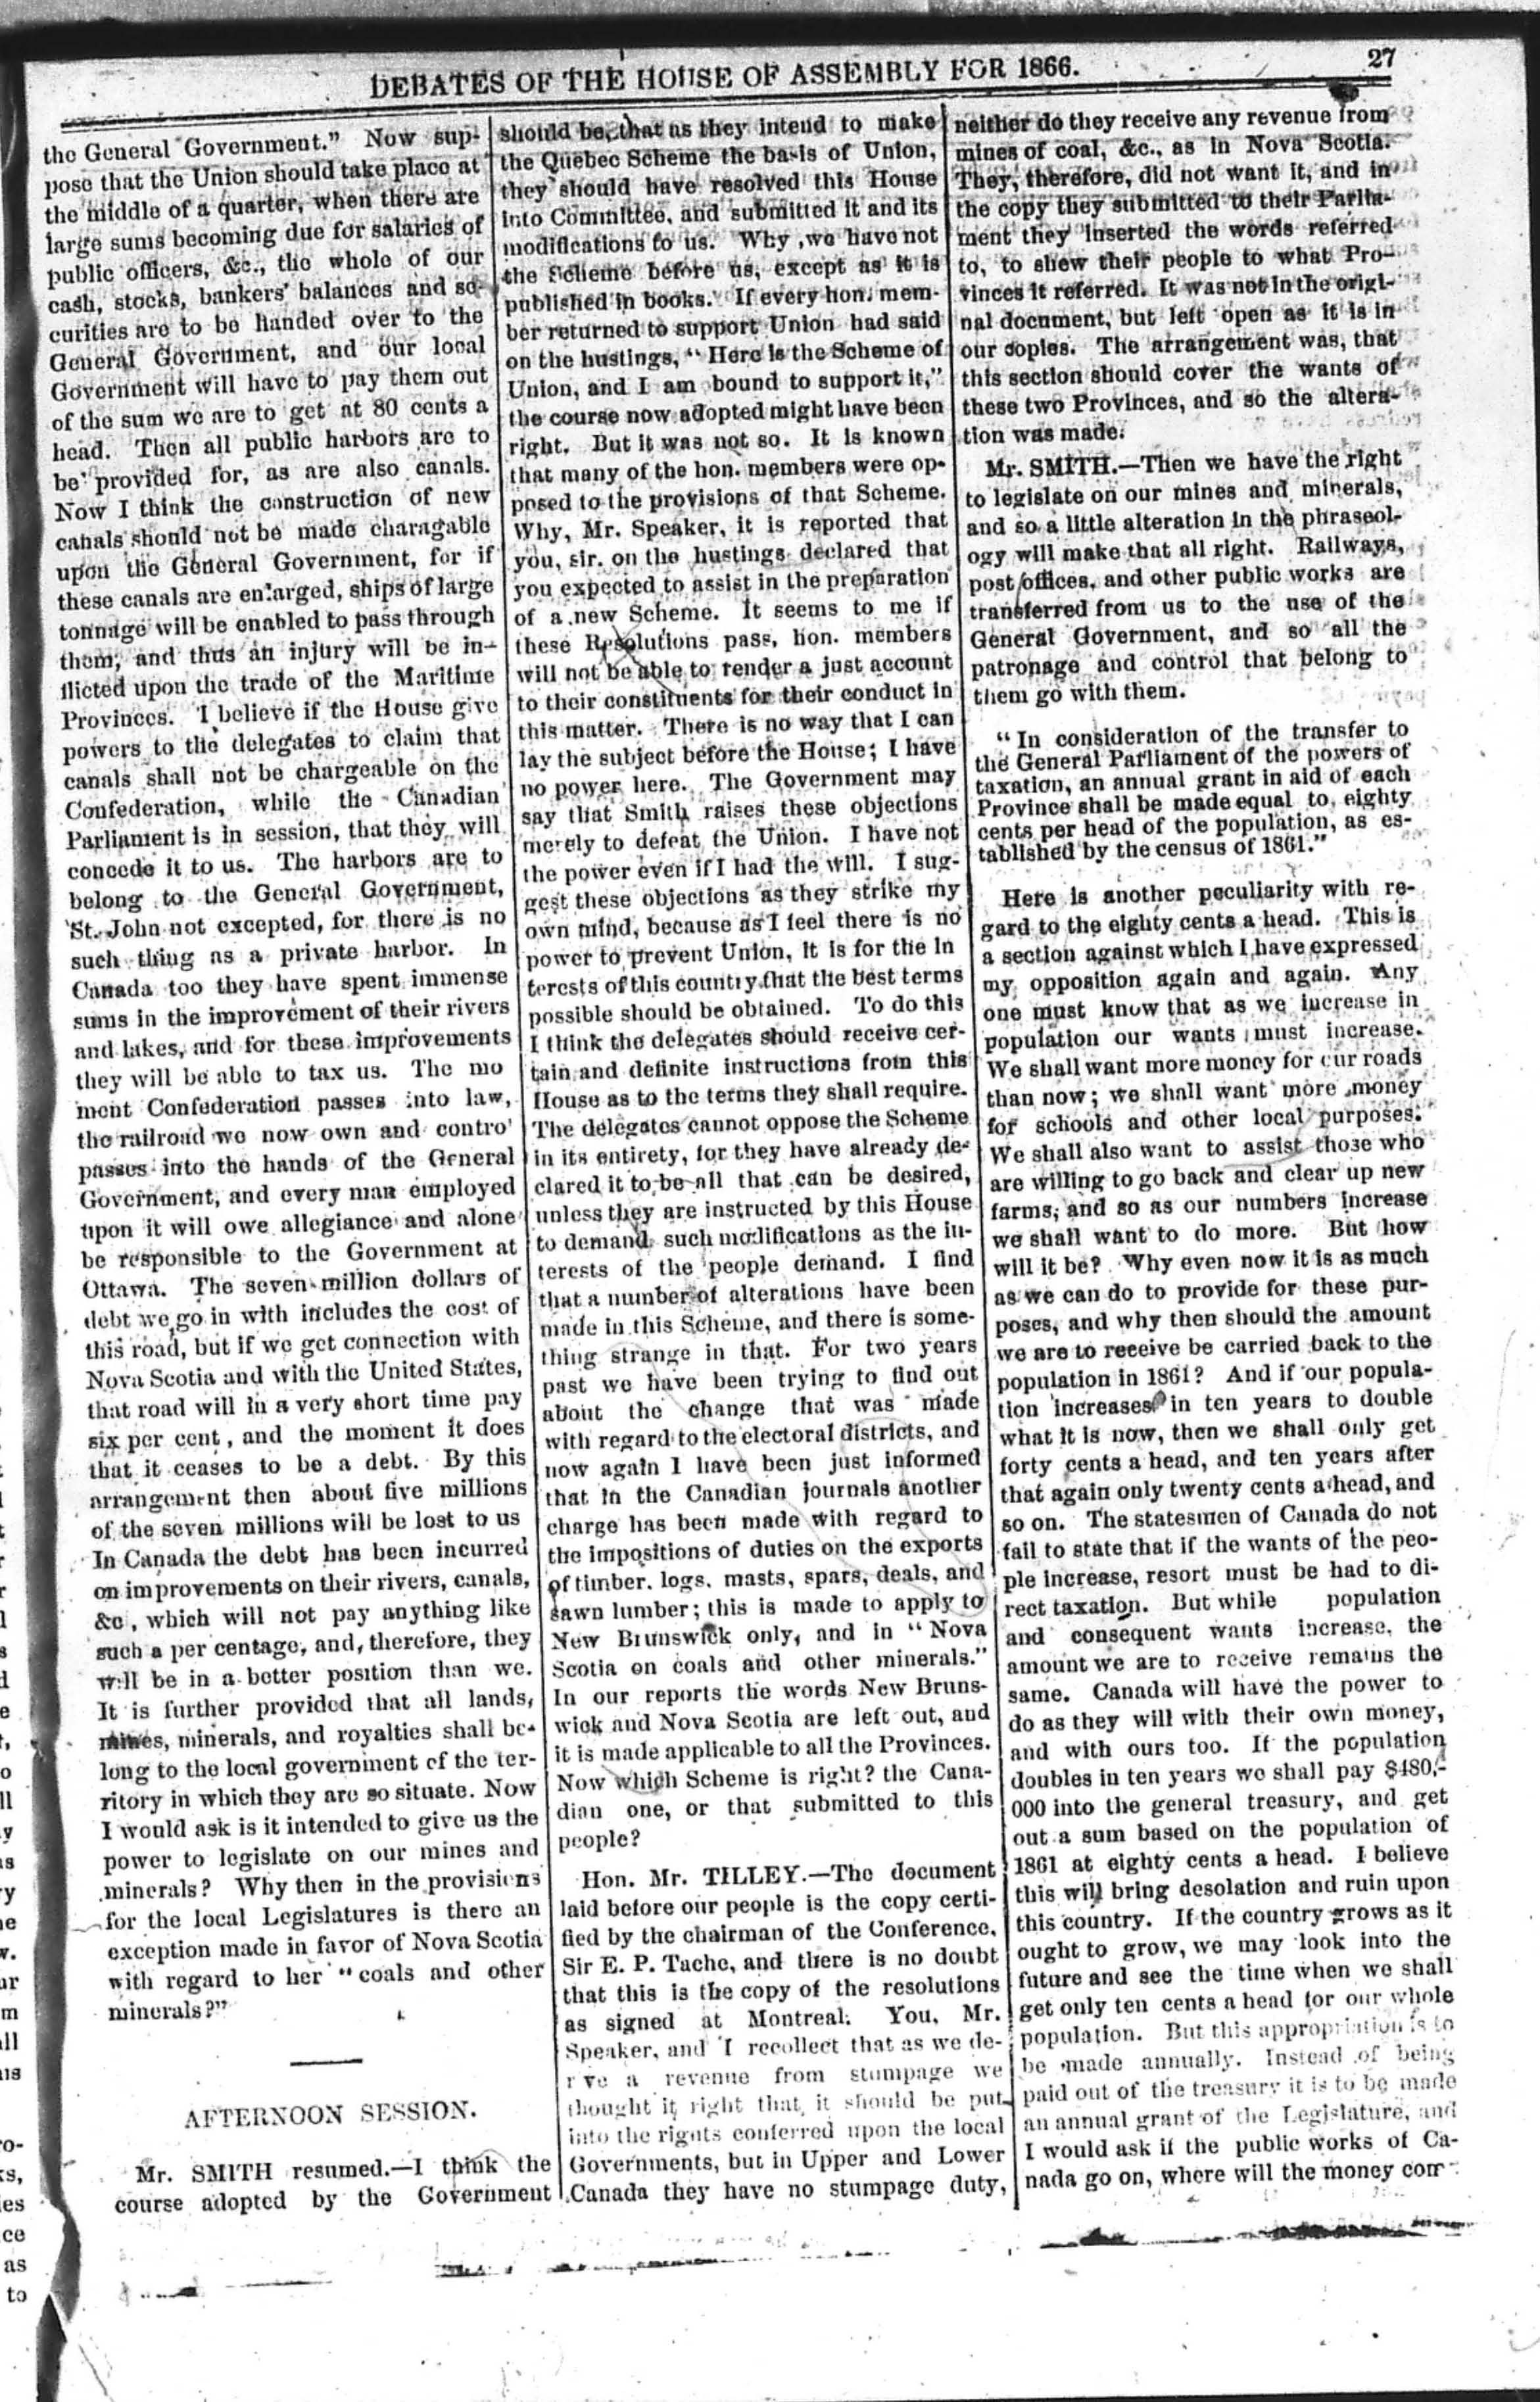 DEBATES OF THE HOUSE OF ASSEMBLY FOR 1866.
27
the General Government." Now sup-
pose that the Union should take place at
the middle of a quarter, when there are
large sums becoming due for salaries of
public officers, &c., the whole of our
cash, stocks, bankers' balances and se-
curities are to be handed over to the
General Government, and our local
Government will have to pay them out
of the sum we are to get at 80 cents a
head. Then all public harbors are to
be provided for, as are also canals.
Now I think the construction of new
canals should not be made charagable
upon the General Government, for if
these canals are enlarged, ships of large
tonnage will be enabled to pass through
them, and thus an injury will be in-
flicted upon the trade of the Maritime
Provinces. I believe if the House give
powers to the delegates to claim that
canals shall not be chargeable on the
Confederation, while the Canadian
Parliament is in session, that they will
concede it to us. The harbors are to
belong to the General Government,
St. John not excepted, for there is no
such thing as a private harbor. In
Canada too they have spent immense
sums in the improvement of their rivers
and lakes, and for these improvements
they will be able to tax us. The mo
ment Confederation passes into law,
the railroad we now own and contro'
passes into the hands of the General
Government, and every man employed
upon it will owe allegiance and alone
be responsible to the Government at
Ottawa. The seven million dollars of
debt we go in with includes the cost of
this road, but if we get connection with
Nova Scotia and with the United States,
that road will in a very short time pay
six per cent, and the moment it does
that it ceases to be a debt. By this
arrangement then about five millions
of the seven millions will be lost to us
In Canada the debt has been incurred
on improvements on their rivers, canals,
&c, which will not pay anything like
such a per centage, and, therefore, they
will be in a better position than we.
It is further provided that all lands,
mines, minerals, and royalties shall be-
long to the local government of the ter-
ritory in which they are so situate. Now
I would ask is it intended to give us the
power to legislate on our mines and
minerals? Why then in the provisions
for the local Legislatures is there an
exception made in favor of Nova Scotia
with regard to her "coals and other
minerals?"
AFTERNOON SESSION.
Mr. SMITH resumed.—I think the
course adopted by the Government
should be, that as they intend to make
the Quebec Scheme the basis of Union,
they should have resolved this House
into Committee, and submitted it and its
modifications to us. Why, we have not
the Scheme before us, except as it is
published in books. If every hon. mem-
ber returned to support Union had said
on the hustings, "Here is the Scheme of
Union, and I am bound to support it,"
the course now adopted might have been
right. But it was not so. It is known
that many of the hon. members were op-
posed to the provisions of that Scheme.
Why, Mr. Speaker, it is reported that
you, sir, on the hustings declared that
you expected to assist in the preparation
of a new Scheme. It seems to me if
these Resolutions pass, hon. members
will not be able to render a just account
to their constituents for their conduct in
this matter. There is no way that I can
lay the subject before the House; I have
no power here. The Government may
say that Smith raises these objections
merely to defeat the Union. I have not
the power even if I had the will. I sug-
gest these objections as they strike my
own mind, because as I feel there is no
power to prevent Union, it is for the in
terests of this country that the best terms
possible should be obtained. To do this
I think the delegates should receive cer-
tain and definite instructions from this
House as to the terms they shall require.
The delegates cannot oppose the Scheme
in its entirety, for they have already de-
clared it to be all that can be desired,
unless they are instructed by this House
to demand such modifications as the in-
terests of the people demand. I find
that a number of alterations have been
made in this Scheme, and there is some-
thing strange in that. For two years
past we have been trying to find out
about the change that was made
with regard to the electoral districts, and
now again I have been just informed
that in the Canadian journals another
charge has been made with regard to
the impositions of duties on the exports
of timber, logs, masts, spars, deals, and
sawn lumber; this is made to apply to
New Brunswick only, and in "Nova
Scotia on coals and other minerals."
In our reports the words New Bruns-
wick and Nova Scotia are left out, and
it is made applicable to all the Provinces.
Now which Scheme is right? the Cana-
dian one, or that submitted to this
people?
Hon. Mr. TILLEY.—The document
laid before our people is the copy certi-
fied by the chairman of the Conference,
Sir E. P. Tache, and there is no doubt
that this is the copy of the resolutions
as signed at Montreal. You, Mr.
Speaker, and I recollect that as we de-
rive a revenue from stumpage we
thought it right that it should be put
into the rights conferred upon the local
Governments, but in Upper and Lower
Canada they have no stumpage duty,
neither do they receive any revenue from
mines of coal, &c., as in Nova Scotia.
They, therefore, did not want it, and in
the copy they submitted to their Parlia-
ment they inserted the words referred
to, to shew their people to what Pro-
vinces it referred. It was not in the origi-
nal document, but left open as it is in
our copies. The arrangement was, that
this section should cover the wants of
these two Provinces, and so the altera-
tion was made.
Mr. SMITH.—Then we have the right
to legislate on our mines and minerals,
and so a little alteration in the phraseol-
ogy will make that all right. Railways,
post offices, and other public works are
transferred from us to the use of the
General Government, and so all the
patronage and control that belong to
them go with them.
"In consideration of the transfer to
the General Parliament of the powers of
taxation, an annual grant in aid of each
Province shall be made equal to eighty
cents per head of the population, as es-
tablished by the census of 1861."
Here is another peculiarity with re-
gard to the eighty cents a head. This is
a section against which I have expressed
my opposition again and again. Any
one must know that as we increase in
population our wants must increase.
We shall want more money for our roads
than now; we shall want more money
for schools and other local purposes.
We shall also want to assist those who
are willing to go back and clear up new
farms, and so as our numbers increase
we shall want to do more. But how
will it be? Why even now it is as much
as we can do to provide for these pur-
poses, and why then should the amount
we are to receive be carried back to the
population in 1861? And if our popula-
tion increases in ten years to double
what it is now, then we shall only get
forty cents a head, and ten years after
that again only twenty cents a head, and
so on. The statesmen of Canada do not
fail to state that if the wants of the peo-
ple increase, resort must be had to di-
rect taxation. But while population
and consequent wants increase, the
amount we are to receive remains the
same. Canada will have the power to
do as they will with their own money,
and with ours too. If the population
doubles in ten years we shall pay $480,-
000 into the general treasury, and get
out a sum based on the population of
1861 at eighty cents a head. I believe
this will bring desolation and ruin upon
this country. If the country grows as it
ought to grow, we may look into the
future and see the time when we shall
get only ten cents a head for our whole
population. But this appropriation is to
be made annually. Instead of being
paid out of the treasury it is to be made
an annual grant of the Legislature, and
I would ask if the public works of Ca-
nada go on, where will the money com